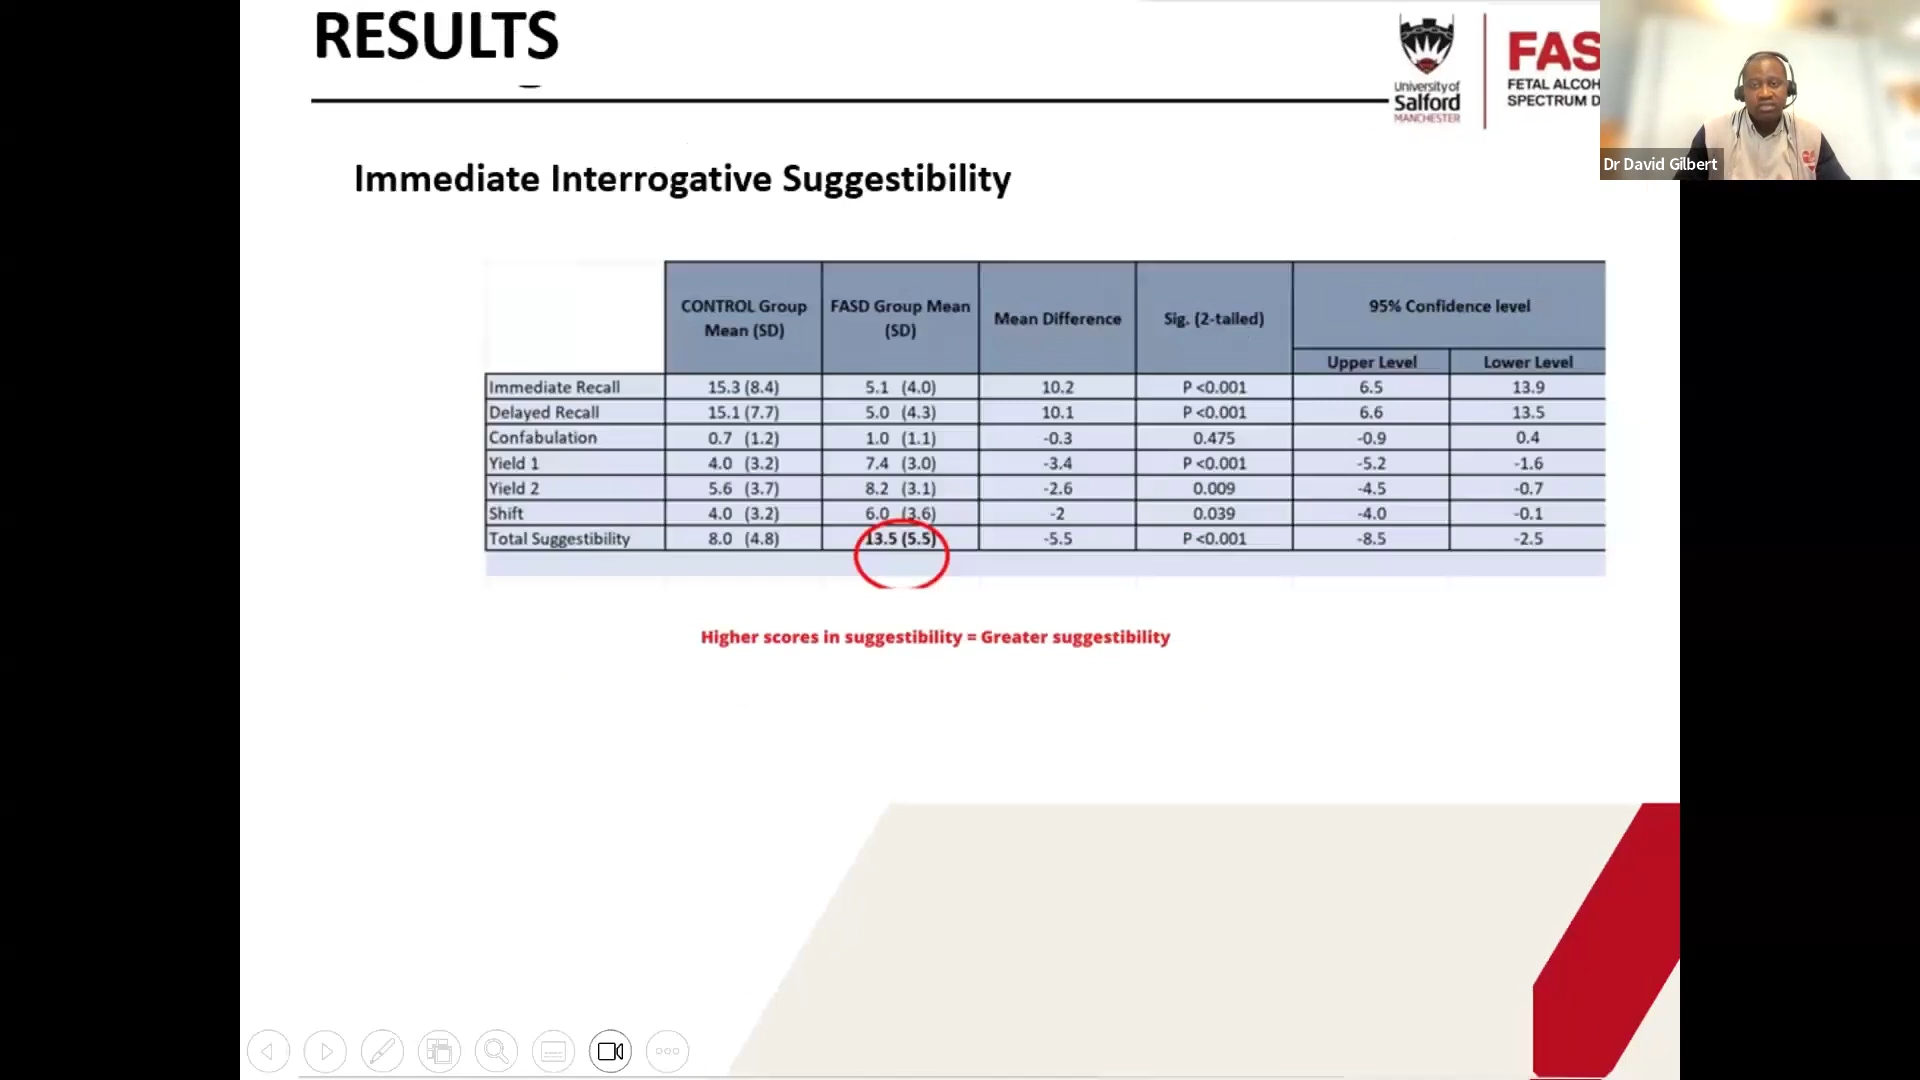 RESULTS
University of
Salford
MANCHESTER
FAS
FETAL ALCOH
SPECTRUM D
Dr David Gilbert
Immediate Interrogative Suggestibility
CONTROL Group Mean (SD) FASD Group Mean (SD) Mean Difference Sig. (2-tailed) 95% Confidence level
Upper Level Lower Level
Immediate Recall 15.3 (8.4) 5.1 (4.0) 10.2 P <0.001 6.5 13.9
Delayed Recall 15.1 (7.7) 5.0 (4.3) 10.1 P <0.001 6.6 13.5
Confabulation 0.7 (1.2) 1.0 (1.1) -0.3 0.475 -0.9 0.4
Yield 1 4.0 (3.2) 7.4 (3.0) -3.4 P <0.001 -5.2 -1.6
Yield 2 5.6 (3.7) 8.2 (3.1) -2.6 0.009 -4.5 -0.7
Shift 4.0 (3.2) 6.0 (3.6) -2 0.039 -4.0 -0.1
Total Suggestibility 8.0 (4.8) 13.5 (5.5) -5.5 P <0.001 -8.5 -2.5
Higher scores in suggestibility = Greater suggestibility